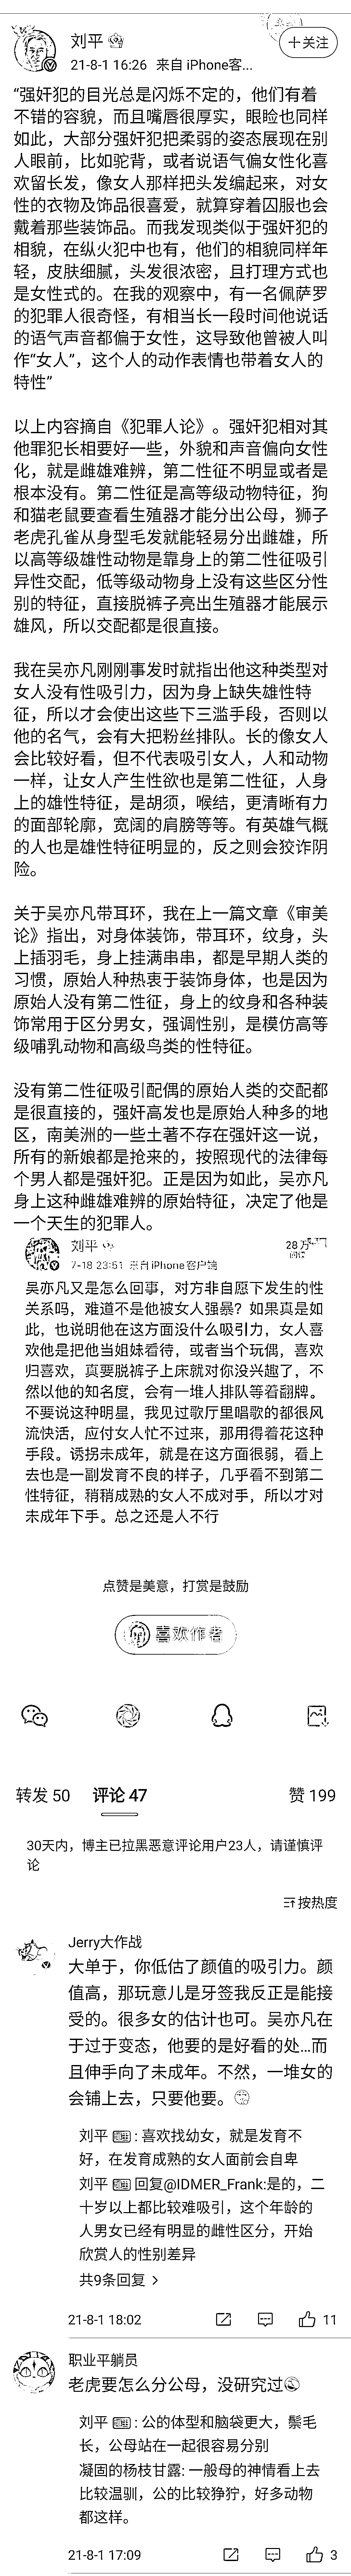 刘平
十关注
21-8-1 16:26 来自 iPhone客...
“强奸犯的目光总是闪烁不定的，他们有着
不错的容貌，而且嘴唇很厚实，眼睑也同样
如此，大部分强奸犯把柔弱的姿态展现在别
人眼前，比如驼背，或者说语气偏女性化喜
欢留长发，像女人那样把头发编起来，对女
性的衣物及饰品很喜爱，就算穿着囚服也会
戴着那些装饰品。而我发现类似于强奸犯的
相貌，在纵火犯中也有，他们的相貌同样年
轻，皮肤细腻，头发很浓密，且打理方式也
是女性式的。在我的观察中，有一名佩萨罗
的犯罪人很奇怪，有相当长一段时间他说话
的语气声音都偏于女性，这导致他曾被人叫
作“女人”，这个人的动作表情也带着女人的
特性”
以上内容摘自《犯罪人论》。强奸犯相对其
他罪犯长相要好一些，外貌和声音偏向女性
化，就是雌雄难辨，第二性征不明显或者是
根本没有。第二性征是高等级动物特征，狗
和猫老鼠要查看生殖器才能分出公母，狮子
老虎孔雀从身型毛发就能轻易分出雌雄，所
以高等级雄性动物是靠身上的第二性征吸引
异性交配，低等级动物身上没有这些区分性
别的特征，直接脱裤子亮出生殖器才能展示
雄风，所以交配都是很直接。
我在吴亦凡刚刚事发时就指出他这种类型对
女人没有性吸引力，因为身上缺失雄性特
征，所以才会使出这些下三滥手段，否则以
他的名气，会有大把粉丝排队。长的像女人
会比较好看，但不代表吸引女人，人和动物
一样，让女人产生性欲也是第二性征，人身
上的雄性特征，是胡须，喉结，更清晰有力
的面部轮廓，宽阔的肩膀等等。有英雄气概
的人也是雄性特征明显的，反之则会狡诈阴
险。
关于吴亦凡带耳环，我在上一篇文章《审美
论》指出，对身体装饰，带耳环，纹身，头
上插羽毛，身上挂满串串，都是早期人类的
习惯，原始人种热衷于装饰身体，也是因为
原始人没有第二性征，身上的纹身和各种装
饰常用于区分男女，强调性别，是模仿高等
级哺乳动物和高级鸟类的性特征。
没有第二性征吸引配偶的原始人类的交配都
是很直接的，强奸高发也是原始人种多的地
区，南美洲的一些土著不存在强奸这一说，
所有的新娘都是抢来的，按照现代的法律每
个男人都是强奸犯。正是因为如此，吴亦凡
身上这种雌雄难辨的原始特征，决定了他是
一个天生的犯罪人。
刘平
28万
7-18 23:51 来自iPhone客户端
吴亦凡又是怎么回事，对方非自愿下发生的性
关系吗，难道不是他被女人强暴？如果真是如
此，也说明他在这方面没什么吸引力，女人喜
欢他是把他当姐妹看待，或者当个玩偶，喜欢
归喜欢，真要脱裤子上床就对你没兴趣了，不
然以他的知名度，会有一堆人排队等着翻牌。
不要说这种明显，我见过歌厅里唱歌的都很风
流快活，应付女人忙不过来，那用得着花这种
手段。诱拐未成年，就是在这方面很弱，看上
去也是一副发育不良的样子，几乎看不到第二
性特征，稍稍成熟的女人不成对手，所以才对
未成年下手。总之还是人不行
点赞是美意，打赏是鼓励
喜欢作者
转发 50 评论 47 赞 199
30天内，博主已拉黑恶意评论用户23人，请谨慎评
论
按热度
Jerry大作战
大单于，你低估了颜值的吸引力。颜
值高，那玩意儿是牙签我反正是能接
受的。很多女的估计也可。吴亦凡在
于过于变态，他要的是好看的处...而
且伸手向了未成年。不然，一堆女的
会铺上去，只要他要。
刘平：喜欢找幼女，就是发育不
好，在发育成熟的女人面前会自卑
刘平 回复@IDMER_Frank:是的，二
十岁以上都比较难吸引，这个年龄的
人男女已经有明显的雌性区分，开始
欣赏人的性别差异
共9条回复
21-8-1 18:02 11
职业平躺员
老虎要怎么分公母，没研究过
刘平：公的体型和脑袋更大，鬃毛
长，公母站在一起很容易分别
凝固的杨枝甘露: 一般母的神情看上去
比较温驯，公的比较狰狞，好多动物
都这样。
21-8-1 17:09 3